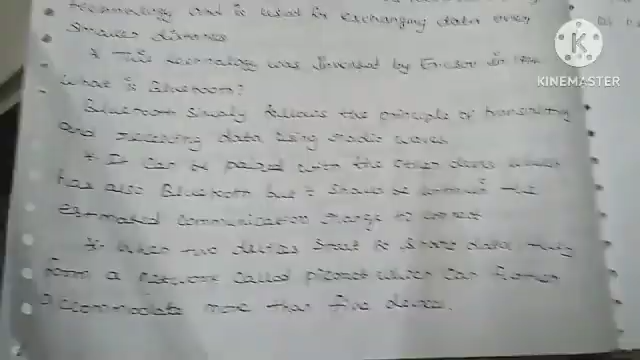 technology and is used for exchanging data over
smaller distance
* This technology was invented by Ericson in
What is Bluetooth?
Bluetooth simply follows the principle of transmitting
and receiving data using radio waves
* It can be paired with the other device which
has also Bluetooth but it should be within the
estimated communication range to connect
* When two devices start to share data, they
form a network called piconet which can further
accommodate more than five device.
KINEMASTER